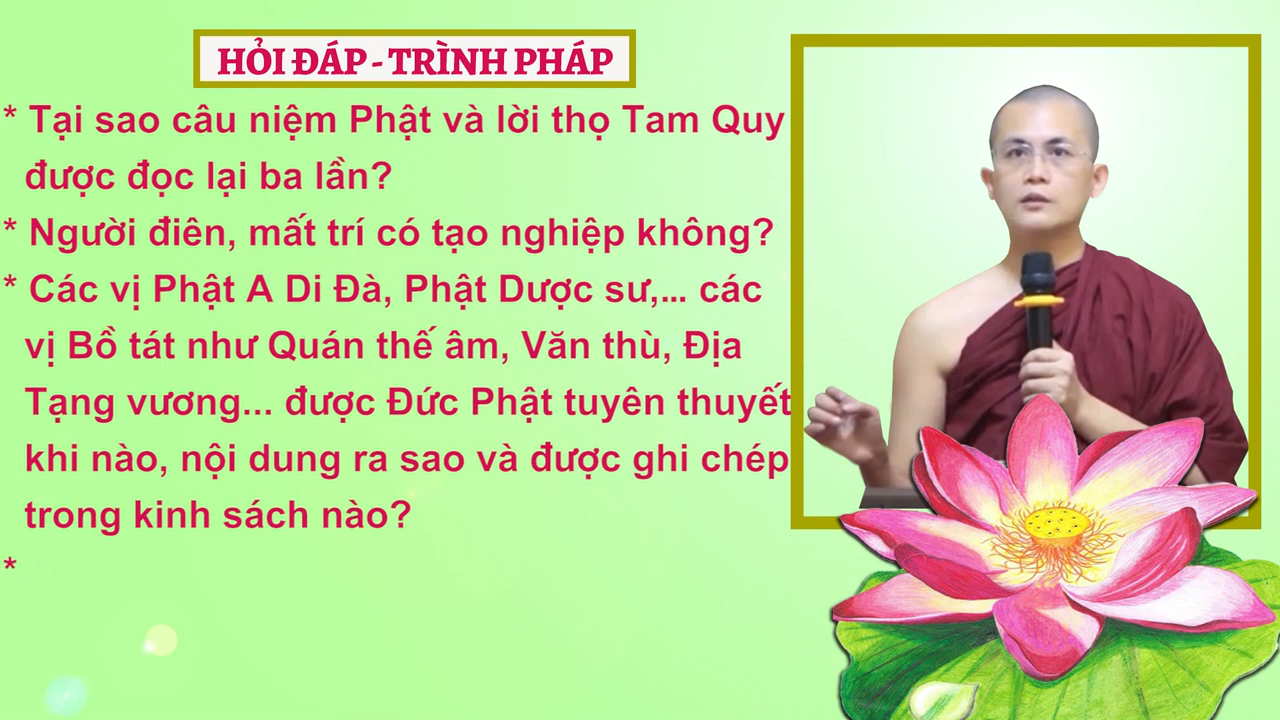 HỎI ĐÁP - TRÌNH PHÁP
* Tại sao câu niệm Phật và lời thọ Tam Quy
được đọc lại ba lần?
* Người điên, mất trí có tạo nghiệp không?
* Các vị Phật A Di Đà, Phật Dược sư,... các
vị Bồ tát như Quán thế âm, Văn thù, Địa
Tạng vương... được Đức Phật tuyên thuyết
khi nào, nội dung ra sao và được ghi chép
trong kinh sách nào?
*